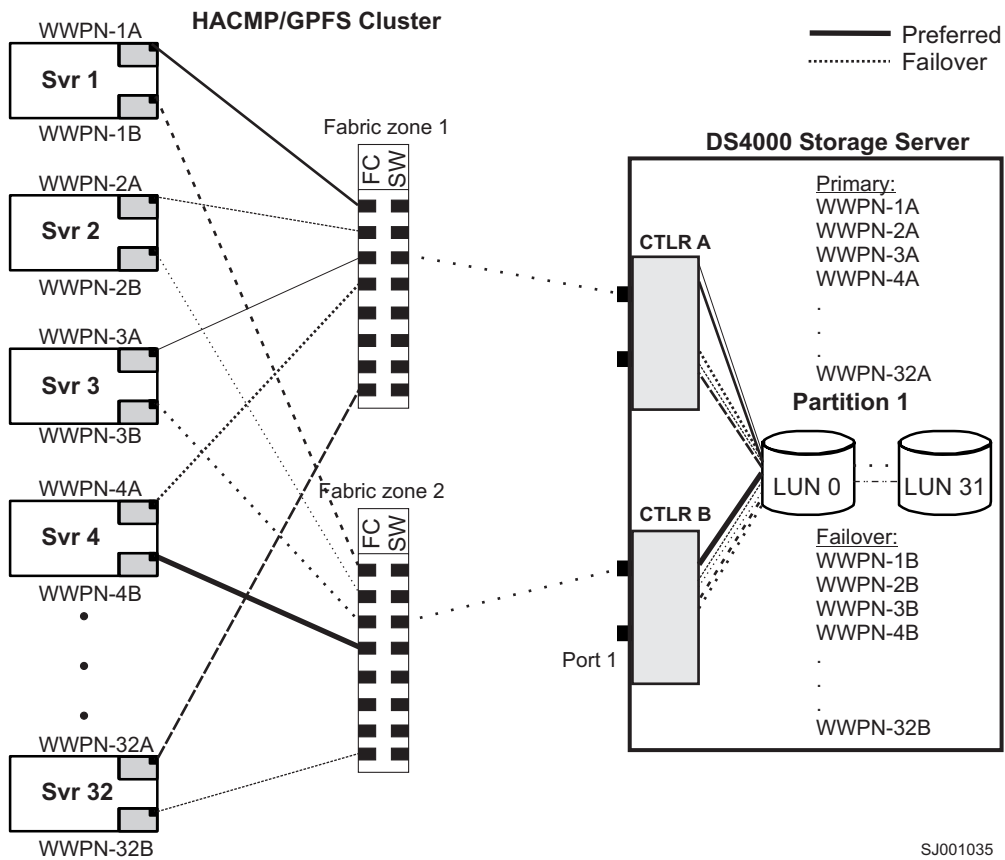 HACMP/GPFS Cluster
Preferred
Failover
WWPN-1A
Svr 1
WWPN-1B
WWPN-2A
Svr 2
WWPN-2B
WWPN-3A
Svr 3
WWPN-3B
WWPN-4A
Svr 4
WWPN-4B
WWPN-32A
Svr 32
WWPN-32B
Fabric zone 1
FC
SW
Fabric zone 2
FC
SW
DS4000 Storage Server
CTLR A
CTLR B
Port 1
Primary:
WWPN-1A
WWPN-2A
WWPN-3A
WWPN-4A
.
.
.
WWPN-32A
Partition 1
LUN 0
LUN 31
Failover:
WWPN-1B
WWPN-2B
WWPN-3B
WWPN-4B
.
.
.
WWPN-32B
SJ001035